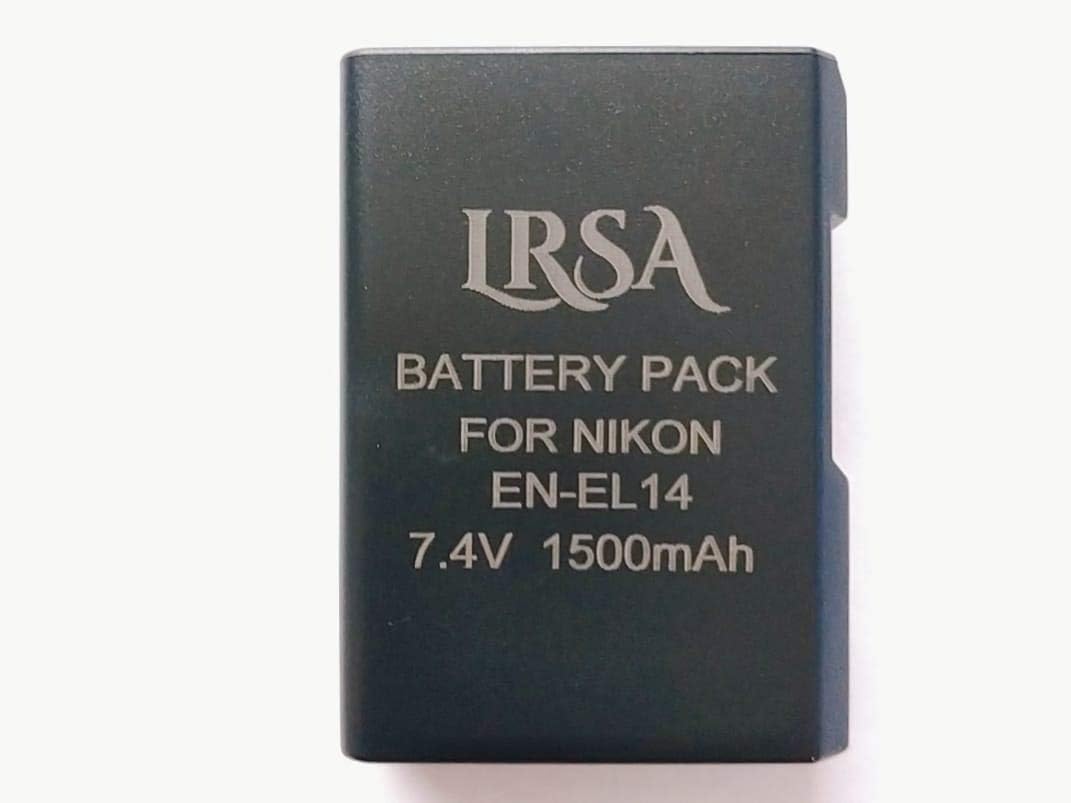 LRSA
BATTERY PACK
FOR NIKON
EN-EL14
7.4V 1500mAh